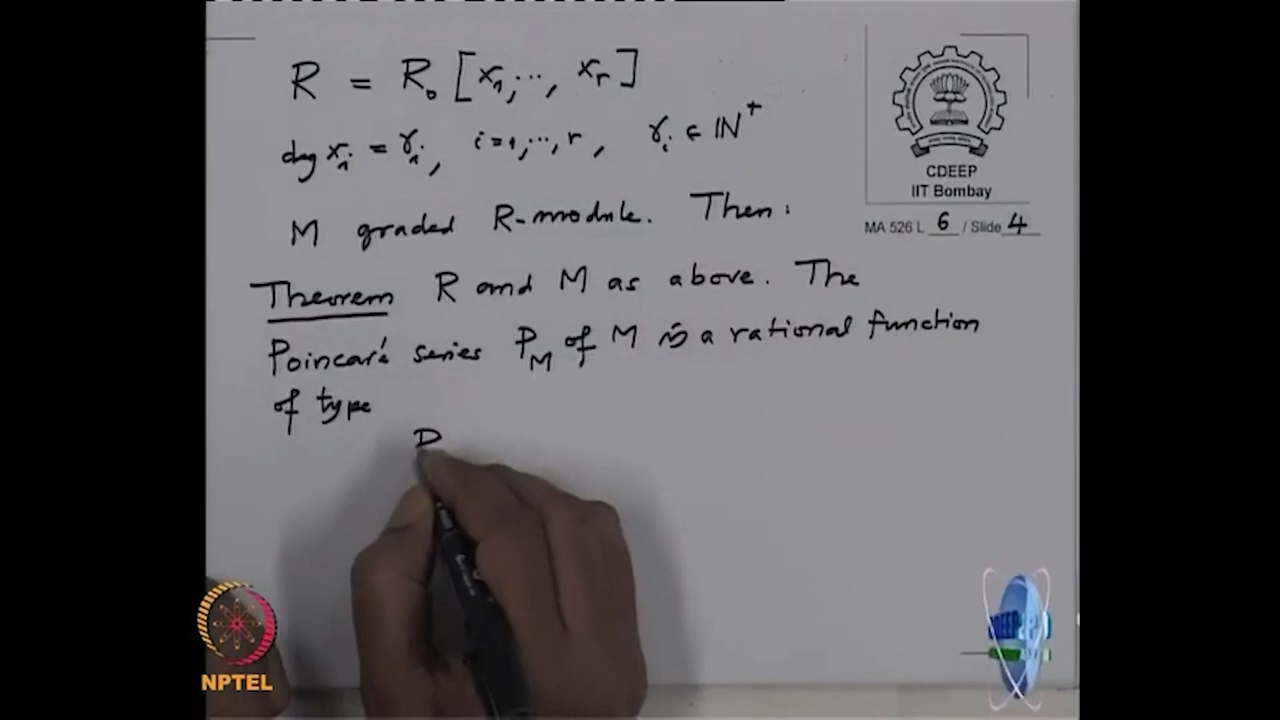 R = R₀ [x₁,..., xᵣ]
deg xᵢ = γᵢ, i=1,...,r, γᵢ ∈ ℕ⁺
M graded R-module. Then:
Theorem R and M as above. The
Poincaré series P_M of M is a rational function
of type
P
CDEEP
IIT Bombay
MA 526 L 6 / Slide 4
NPTEL
CDEEP